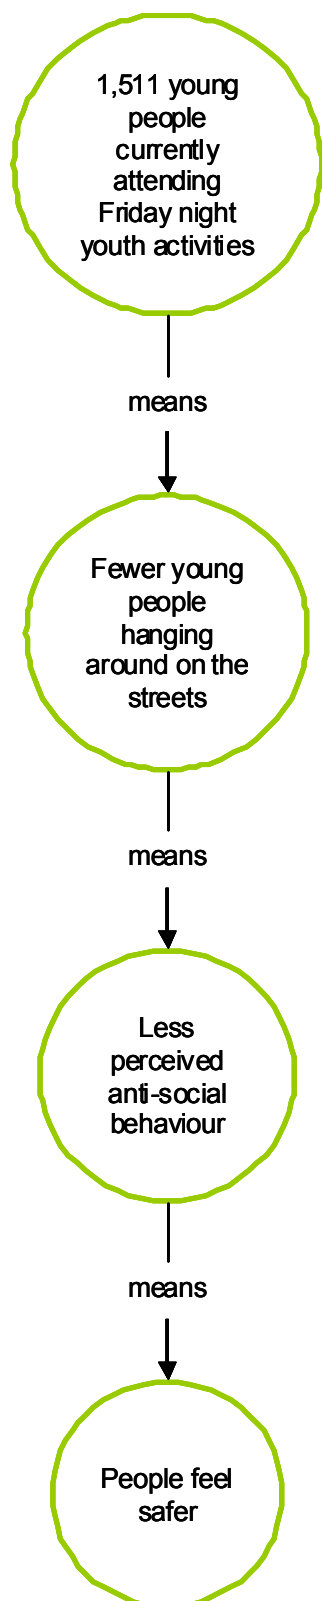 1,511 young
people
currently
attending
Friday night
youth activities
means
Fewer young
people
hanging
around on the
streets
means
Less
perceived
anti-social
behaviour
means
People feel
safer